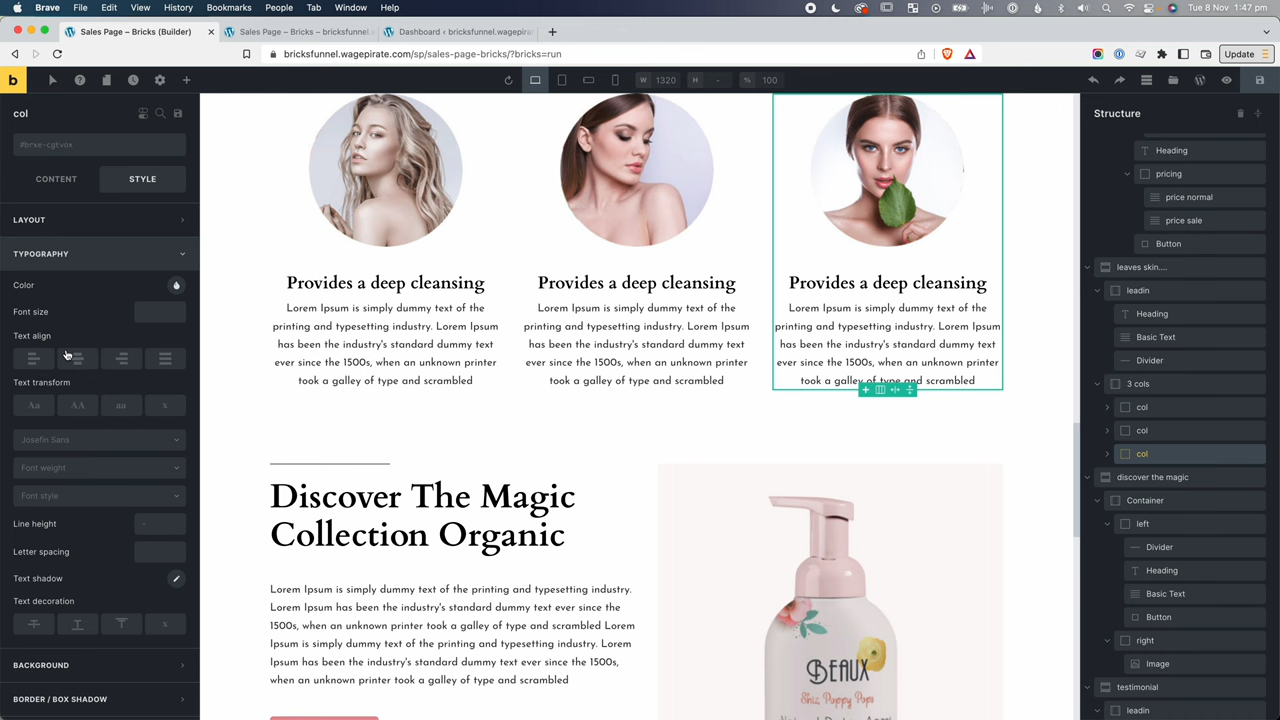 Brave File Edit View History Bookmarks People Tab Window Help Tue 8 Nov 1:47 pm
Sales Page – Bricks (Builder) × Sales Page – Bricks – bricksfunnel. Dashboard ‹ bricksfunnel.wagepirate. +
bricksfunnel.wagepirate.com/sp/sales-page-bricks/?bricks=run Update
b W 1320 H - % 100
col
#brxe-cgtvox
CONTENT STYLE
LAYOUT
TYPOGRAPHY
Color
Font size
Text align
Text transform
Aa AA aa x
Josefin Sans
Font weight
Font style
Line height -
Letter spacing
Text shadow
Text decoration
T T T x
BACKGROUND
BORDER / BOX SHADOW
Provides a deep cleansing
Lorem Ipsum is simply dummy text of the
printing and typesetting industry. Lorem Ipsum
has been the industry's standard dummy text
ever since the 1500s, when an unknown printer
took a galley of type and scrambled
Provides a deep cleansing
Lorem Ipsum is simply dummy text of the
printing and typesetting industry. Lorem Ipsum
has been the industry's standard dummy text
ever since the 1500s, when an unknown printer
took a galley of type and scrambled
Provides a deep cleansing
Lorem Ipsum is simply dummy text of the
printing and typesetting industry. Lorem Ipsum
has been the industry's standard dummy text
ever since the 1500s, when an unknown printer
took a galley of type and scrambled
Discover The Magic
Collection Organic
Lorem Ipsum is simply dummy text of the printing and typesetting industry.
Lorem Ipsum has been the industry's standard dummy text ever since the
1500s, when an unknown printer took a galley of type and scrambled Lorem
Ipsum is simply dummy text of the printing and typesetting industry. Lorem
Ipsum has been the industry's standard dummy text ever since the 1500s,
when an unknown printer took a galley of type and scrambled
BEAUX
Shiz Puppy Pups
Structure
Heading
pricing
price normal
price sale
Button
leaves skin....
leadin
Heading
Basic Text
Divider
3 cols
col
col
col
discover the magic
Container
left
Divider
Heading
Basic Text
Button
right
Image
testimonial
leadin